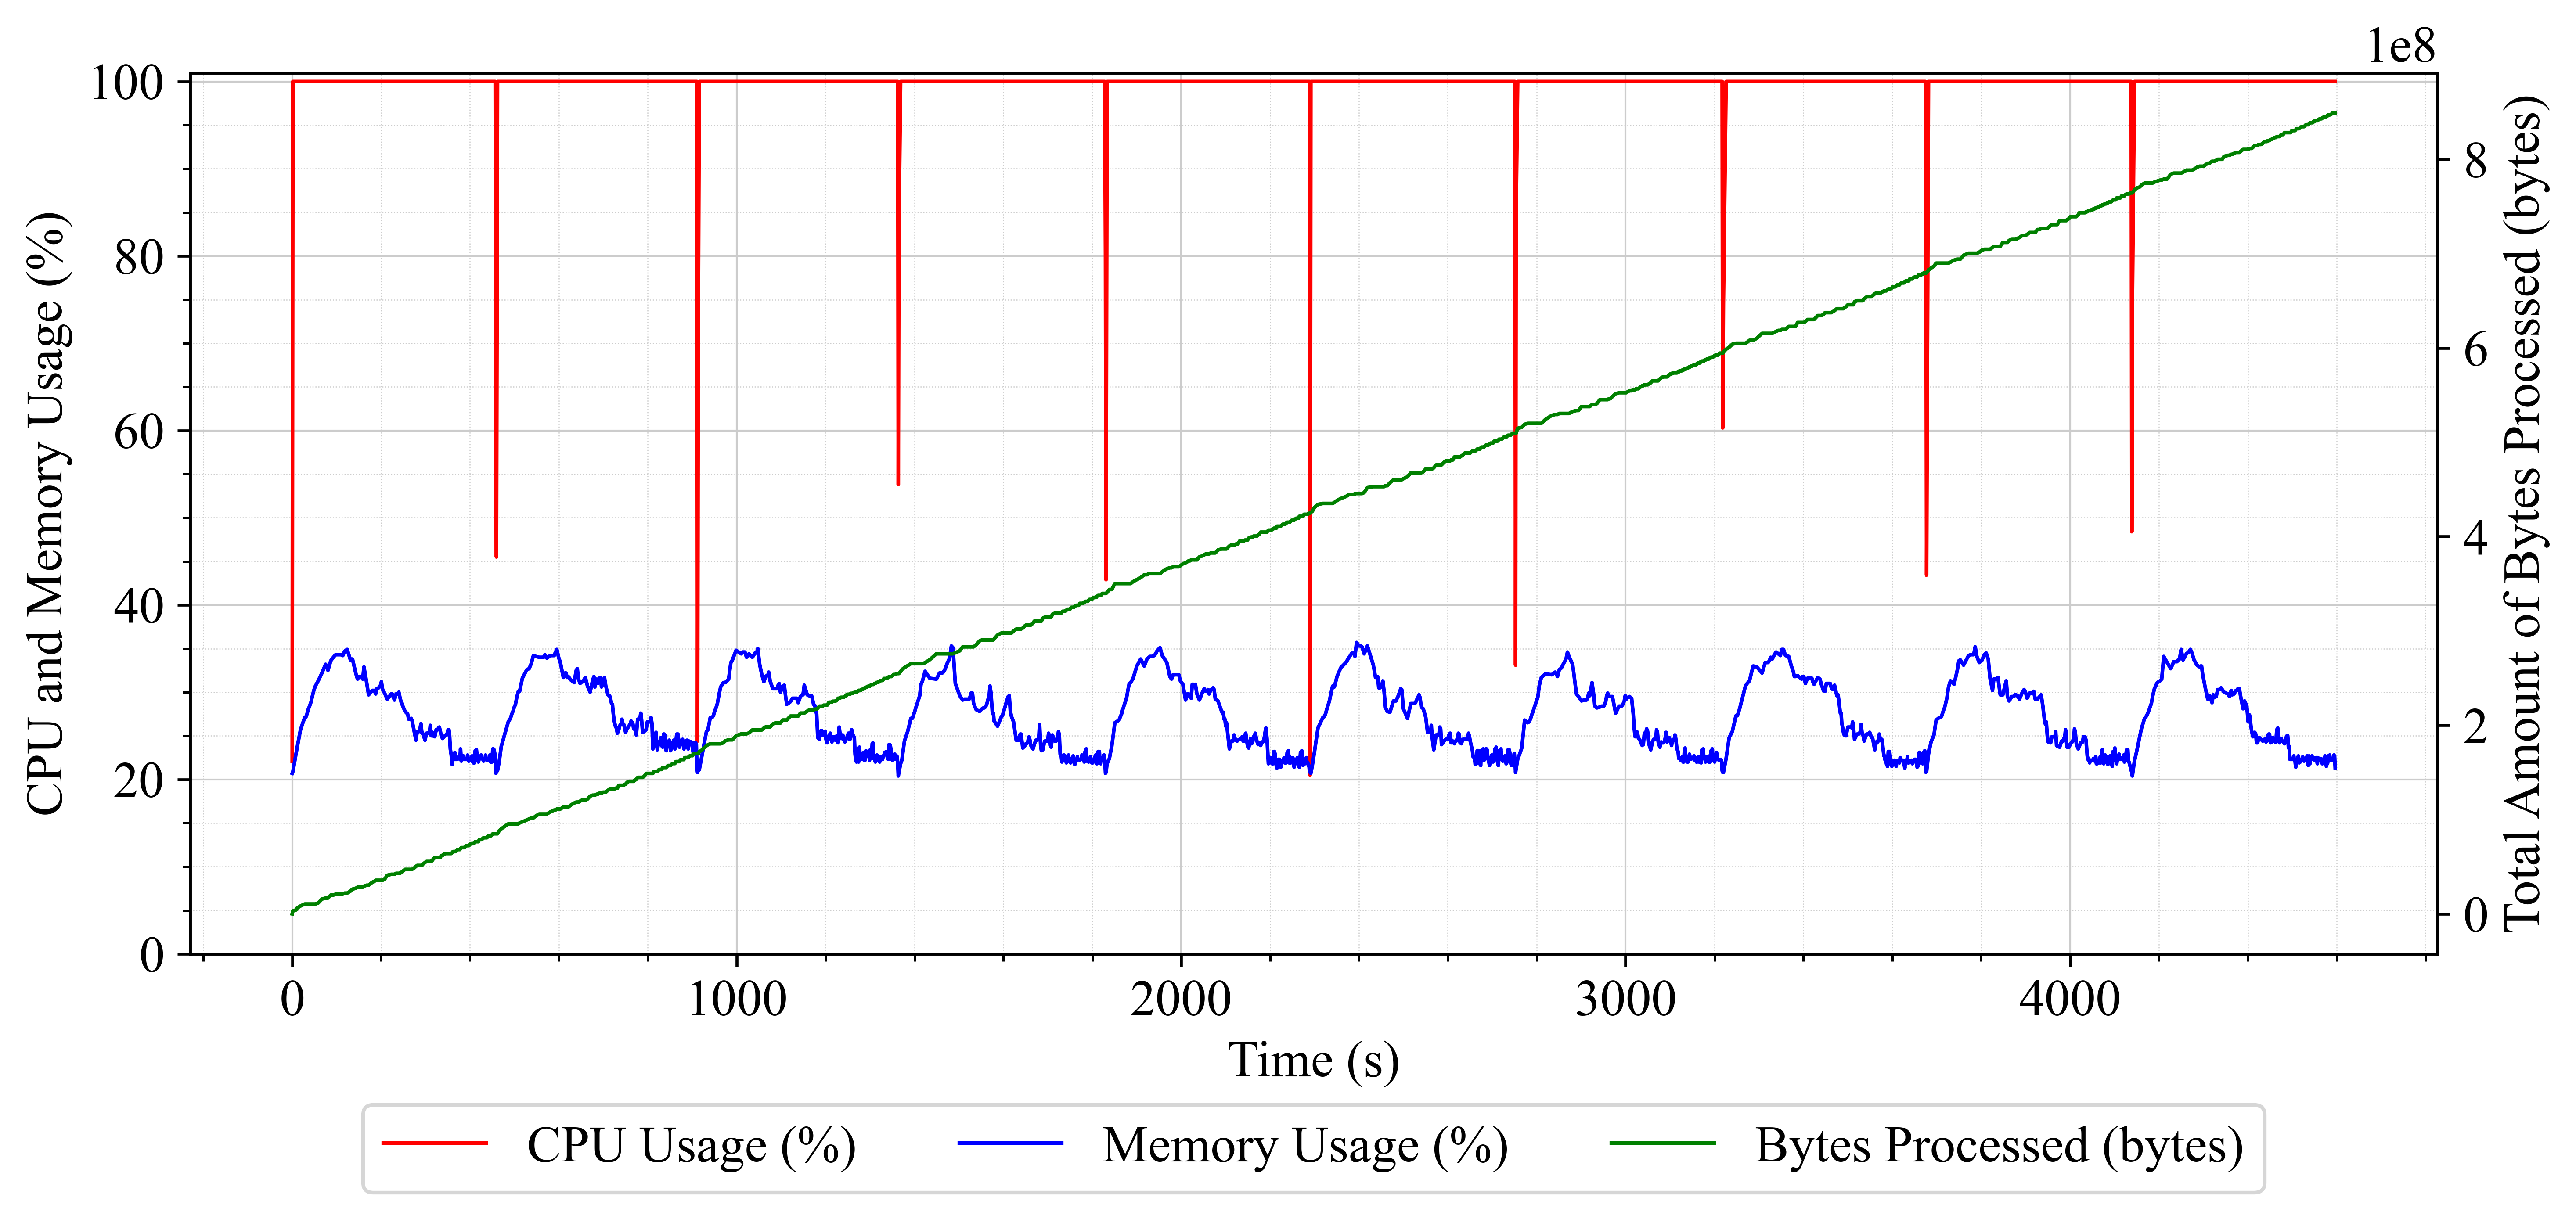 1e8
CPU and Memory Usage (%)
100
80
60
40
20
0
8
6
4
2
0
Total Amount of Bytes Processed (bytes)
0 1000 2000 3000 4000
Time (s)
CPU Usage (%) Memory Usage (%) Bytes Processed (bytes)